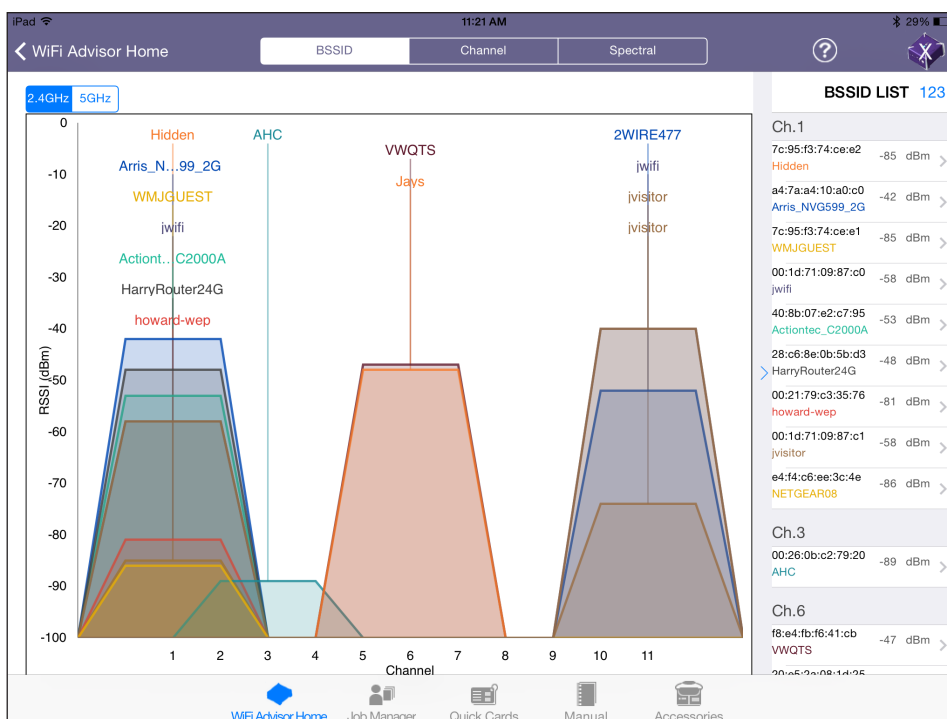 iPad 11:21 AM 29%
WiFi Advisor Home BSSID Channel Spectral ? X
2.4GHz 5GHz
BSSID LIST 123
0
-10
-20
-30
-40
-50
-60
-70
-80
-90
-100
RSSI (dBm)
Hidden
Arris_N...99_2G
WMJGUEST
jwifi
Actiont...C2000A
HarryRouter24G
howard-wep
AHC
VWQTS
Jays
2WIRE477
jwifi
jvisitor
jvisitor
1 2 3 4 5 6 7 8 9 10 11
Channel
Ch.1
7c:95:f3:74:ce:e2
Hidden
-85 dBm
a4:7a:a4:10:a0:c0
Arris_NVG599_2G
-42 dBm
7c:95:f3:74:ce:e1
WMJGUEST
-85 dBm
00:1d:71:09:87:c0
jwifi
-58 dBm
40:8b:07:e2:c7:95
Actiontec_C2000A
-53 dBm
28:c6:8e:0b:5b:d3
HarryRouter24G
-48 dBm
00:21:79:c3:35:76
howard-wep
-81 dBm
00:1d:71:09:87:c1
jvisitor
-58 dBm
e4:f4:c6:ee:3c:4e
NETGEAR08
-86 dBm
Ch.3
00:26:0b:c2:79:20
AHC
-89 dBm
Ch.6
f8:e4:fb:f6:41:cb
VWQTS
-47 dBm
WiFi Advisor Home Job Manager Quick Cards Manual Accessories